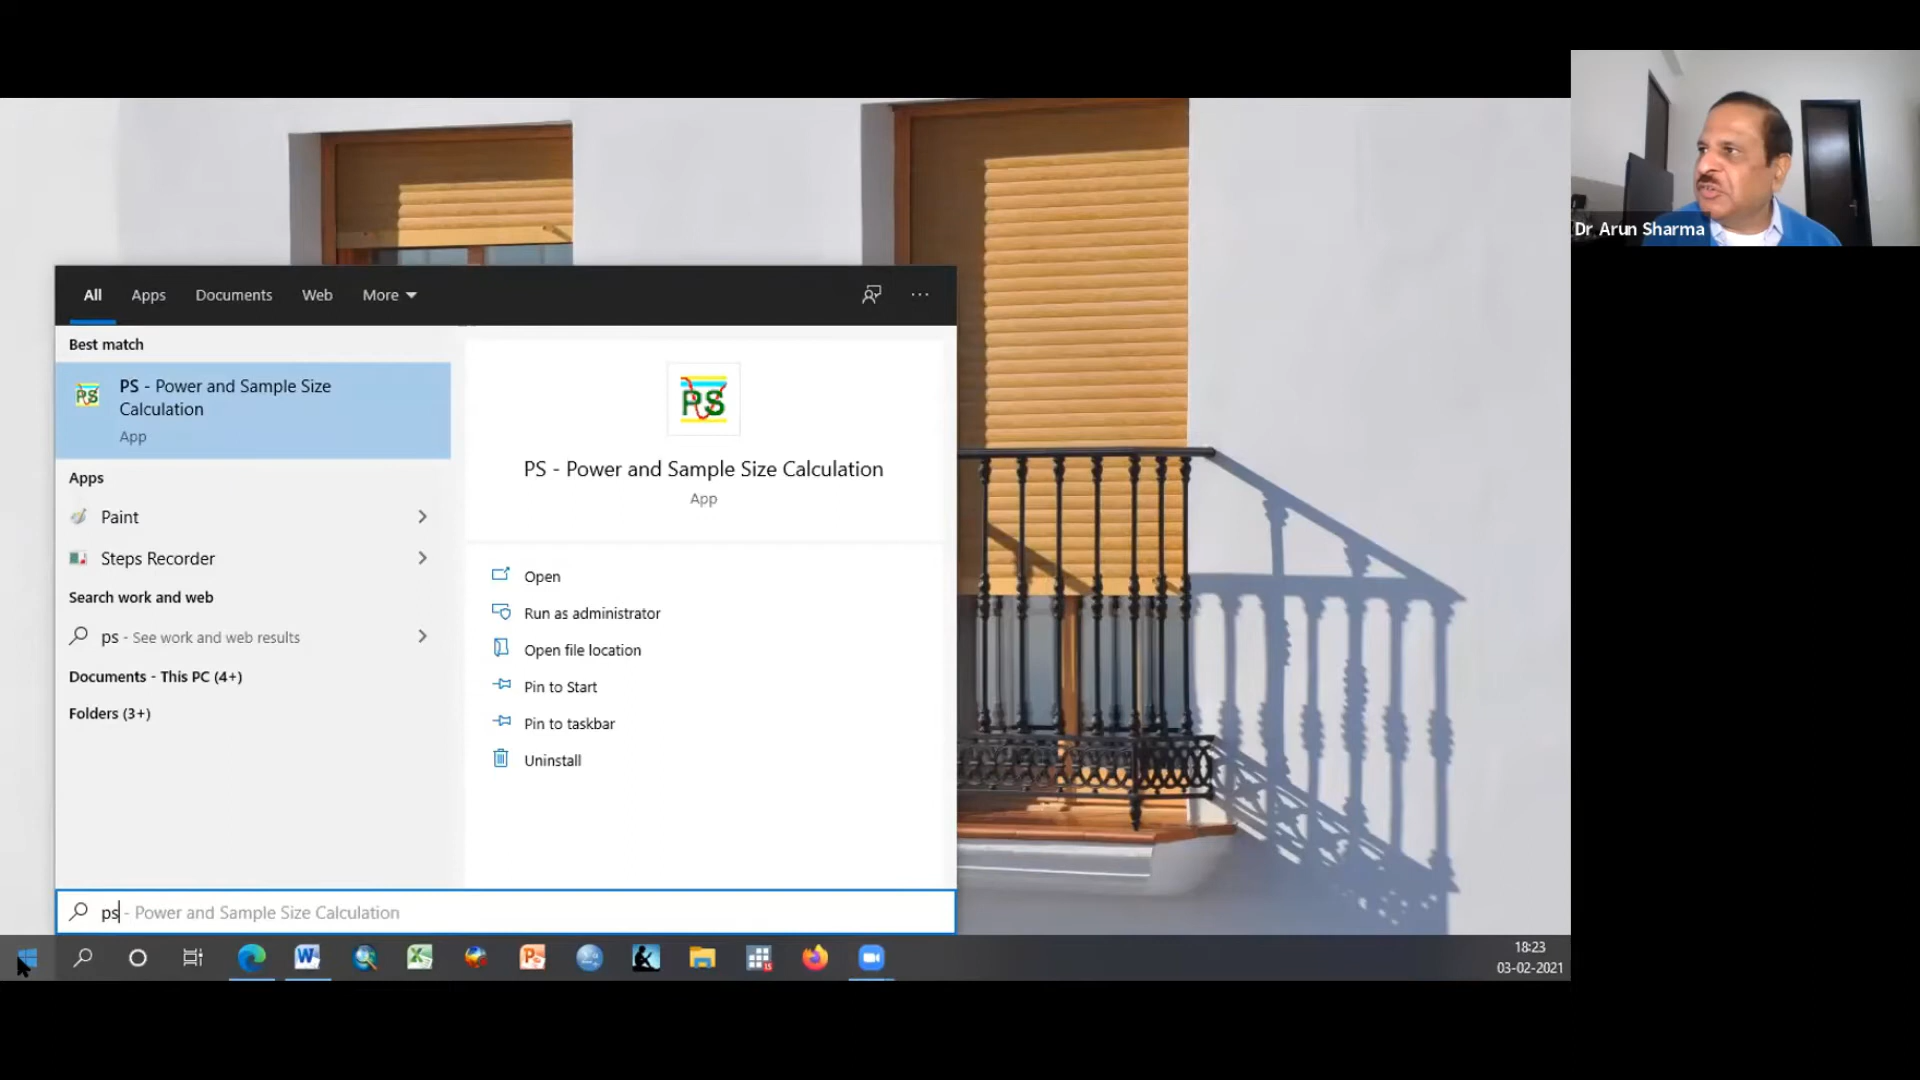 Dr Arun Sharma
All Apps Documents Web More
Best match
PS - Power and Sample Size
Calculation
App
Apps
Paint
Steps Recorder
Search work and web
ps - See work and web results
Documents - This PC (4+)
Folders (3+)
PS
PS
PS - Power and Sample Size Calculation
App
Open
Run as administrator
Open file location
Pin to Start
Pin to taskbar
Uninstall
ps - Power and Sample Size Calculation
18:23
03-02-2021